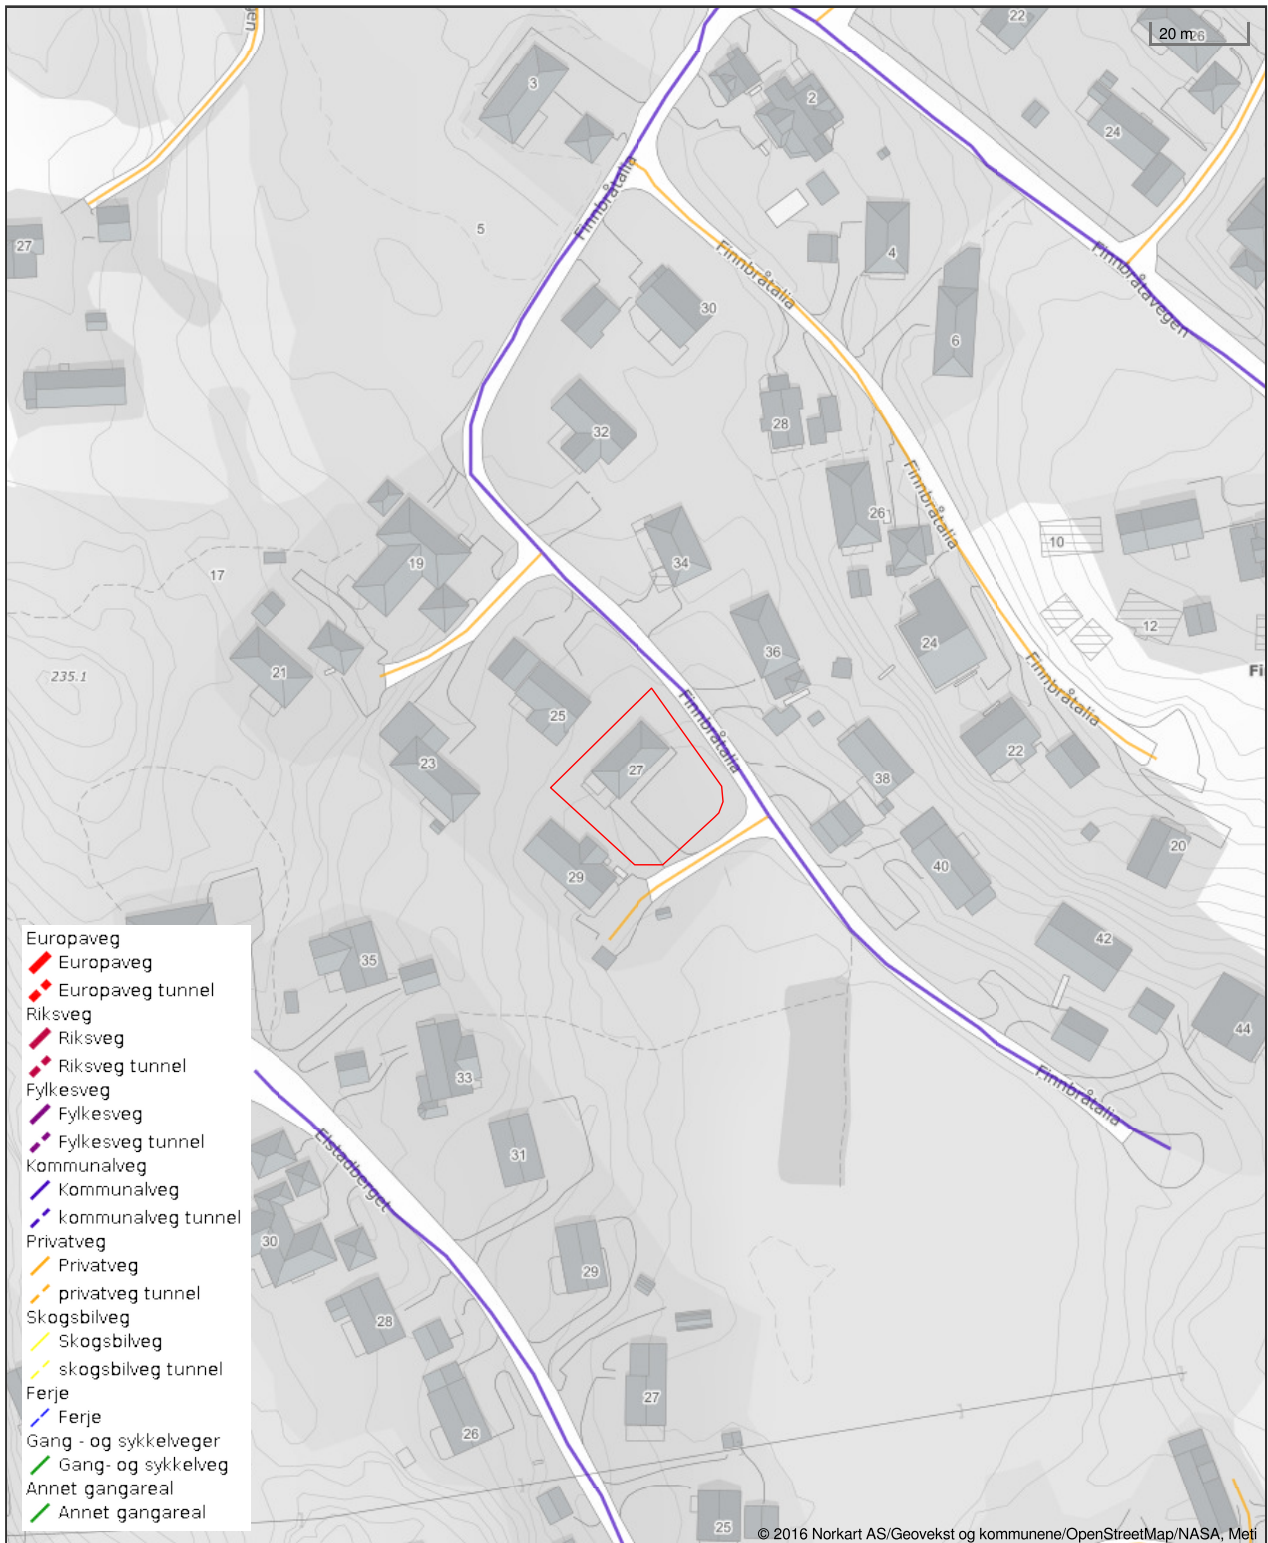 22
20 m
26
3
2
24
Finnbråtalia
5
27
Finnbråtalia
4
Finnbråtavegen
30
6
32
28
Finnbråtalia
26
10
34
19
17
12
24
36
21
235.1
Finnbråtalia
Fi
25
Finnbråtalia
22
23
27
38
20
40
29
42
35
44
33
Finnbråtalia
31
Elstadberget
30
29
28
27
26
25
Europaveg
Europaveg
Europaveg tunnel
Riksveg
Riksveg
Riksveg tunnel
Fylkesveg
Fylkesveg
Fylkesveg tunnel
Kommunalveg
Kommunalveg
kommunalveg tunnel
Privatveg
Privatveg
privatveg tunnel
Skogsbilveg
Skogsbilveg
skogsbilveg tunnel
Ferje
Ferje
Gang - og sykkelveger
Gang- og sykkelveg
Annet gangareal
Annet gangareal
© 2016 Norkart AS/Geovekst og kommunene/OpenStreetMap/NASA, Meti